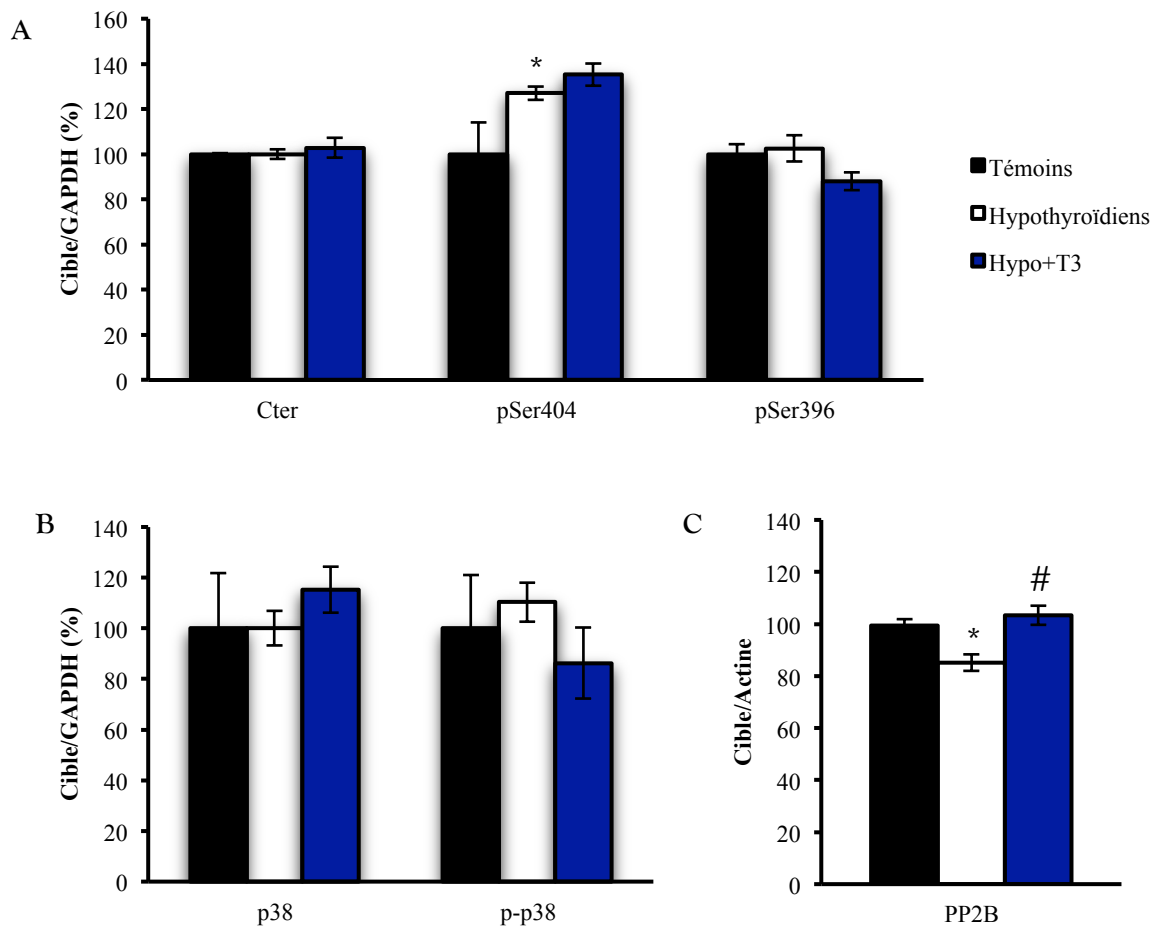 A
Cible/GAPDH (%)
160
140
120
100
80
60
40
20
0
*
Cter
pSer404
pSer396
Témoins
Hypothyroïdiens
Hypo+T3
B
Cible/GAPDH (%)
140
120
100
80
60
40
20
0
p38
p-p38
C
Cible/Actine
140
120
100
80
60
40
20
0
*
#
PP2B